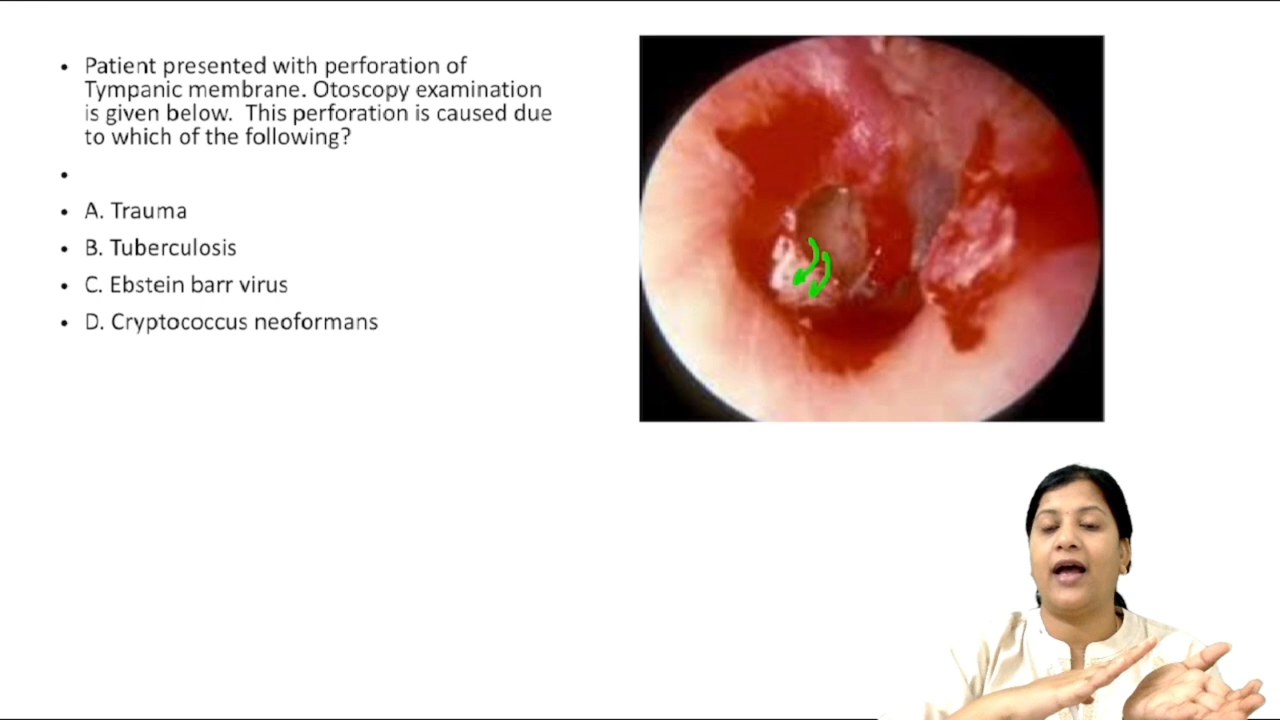 • Patient presented with perforation of
Tympanic membrane. Otoscopy examination
is given below.  This perforation is caused due
to which of the following?
•
• A. Trauma
• B. Tuberculosis
• C. Ebstein barr virus
• D. Cryptococcus neoformans